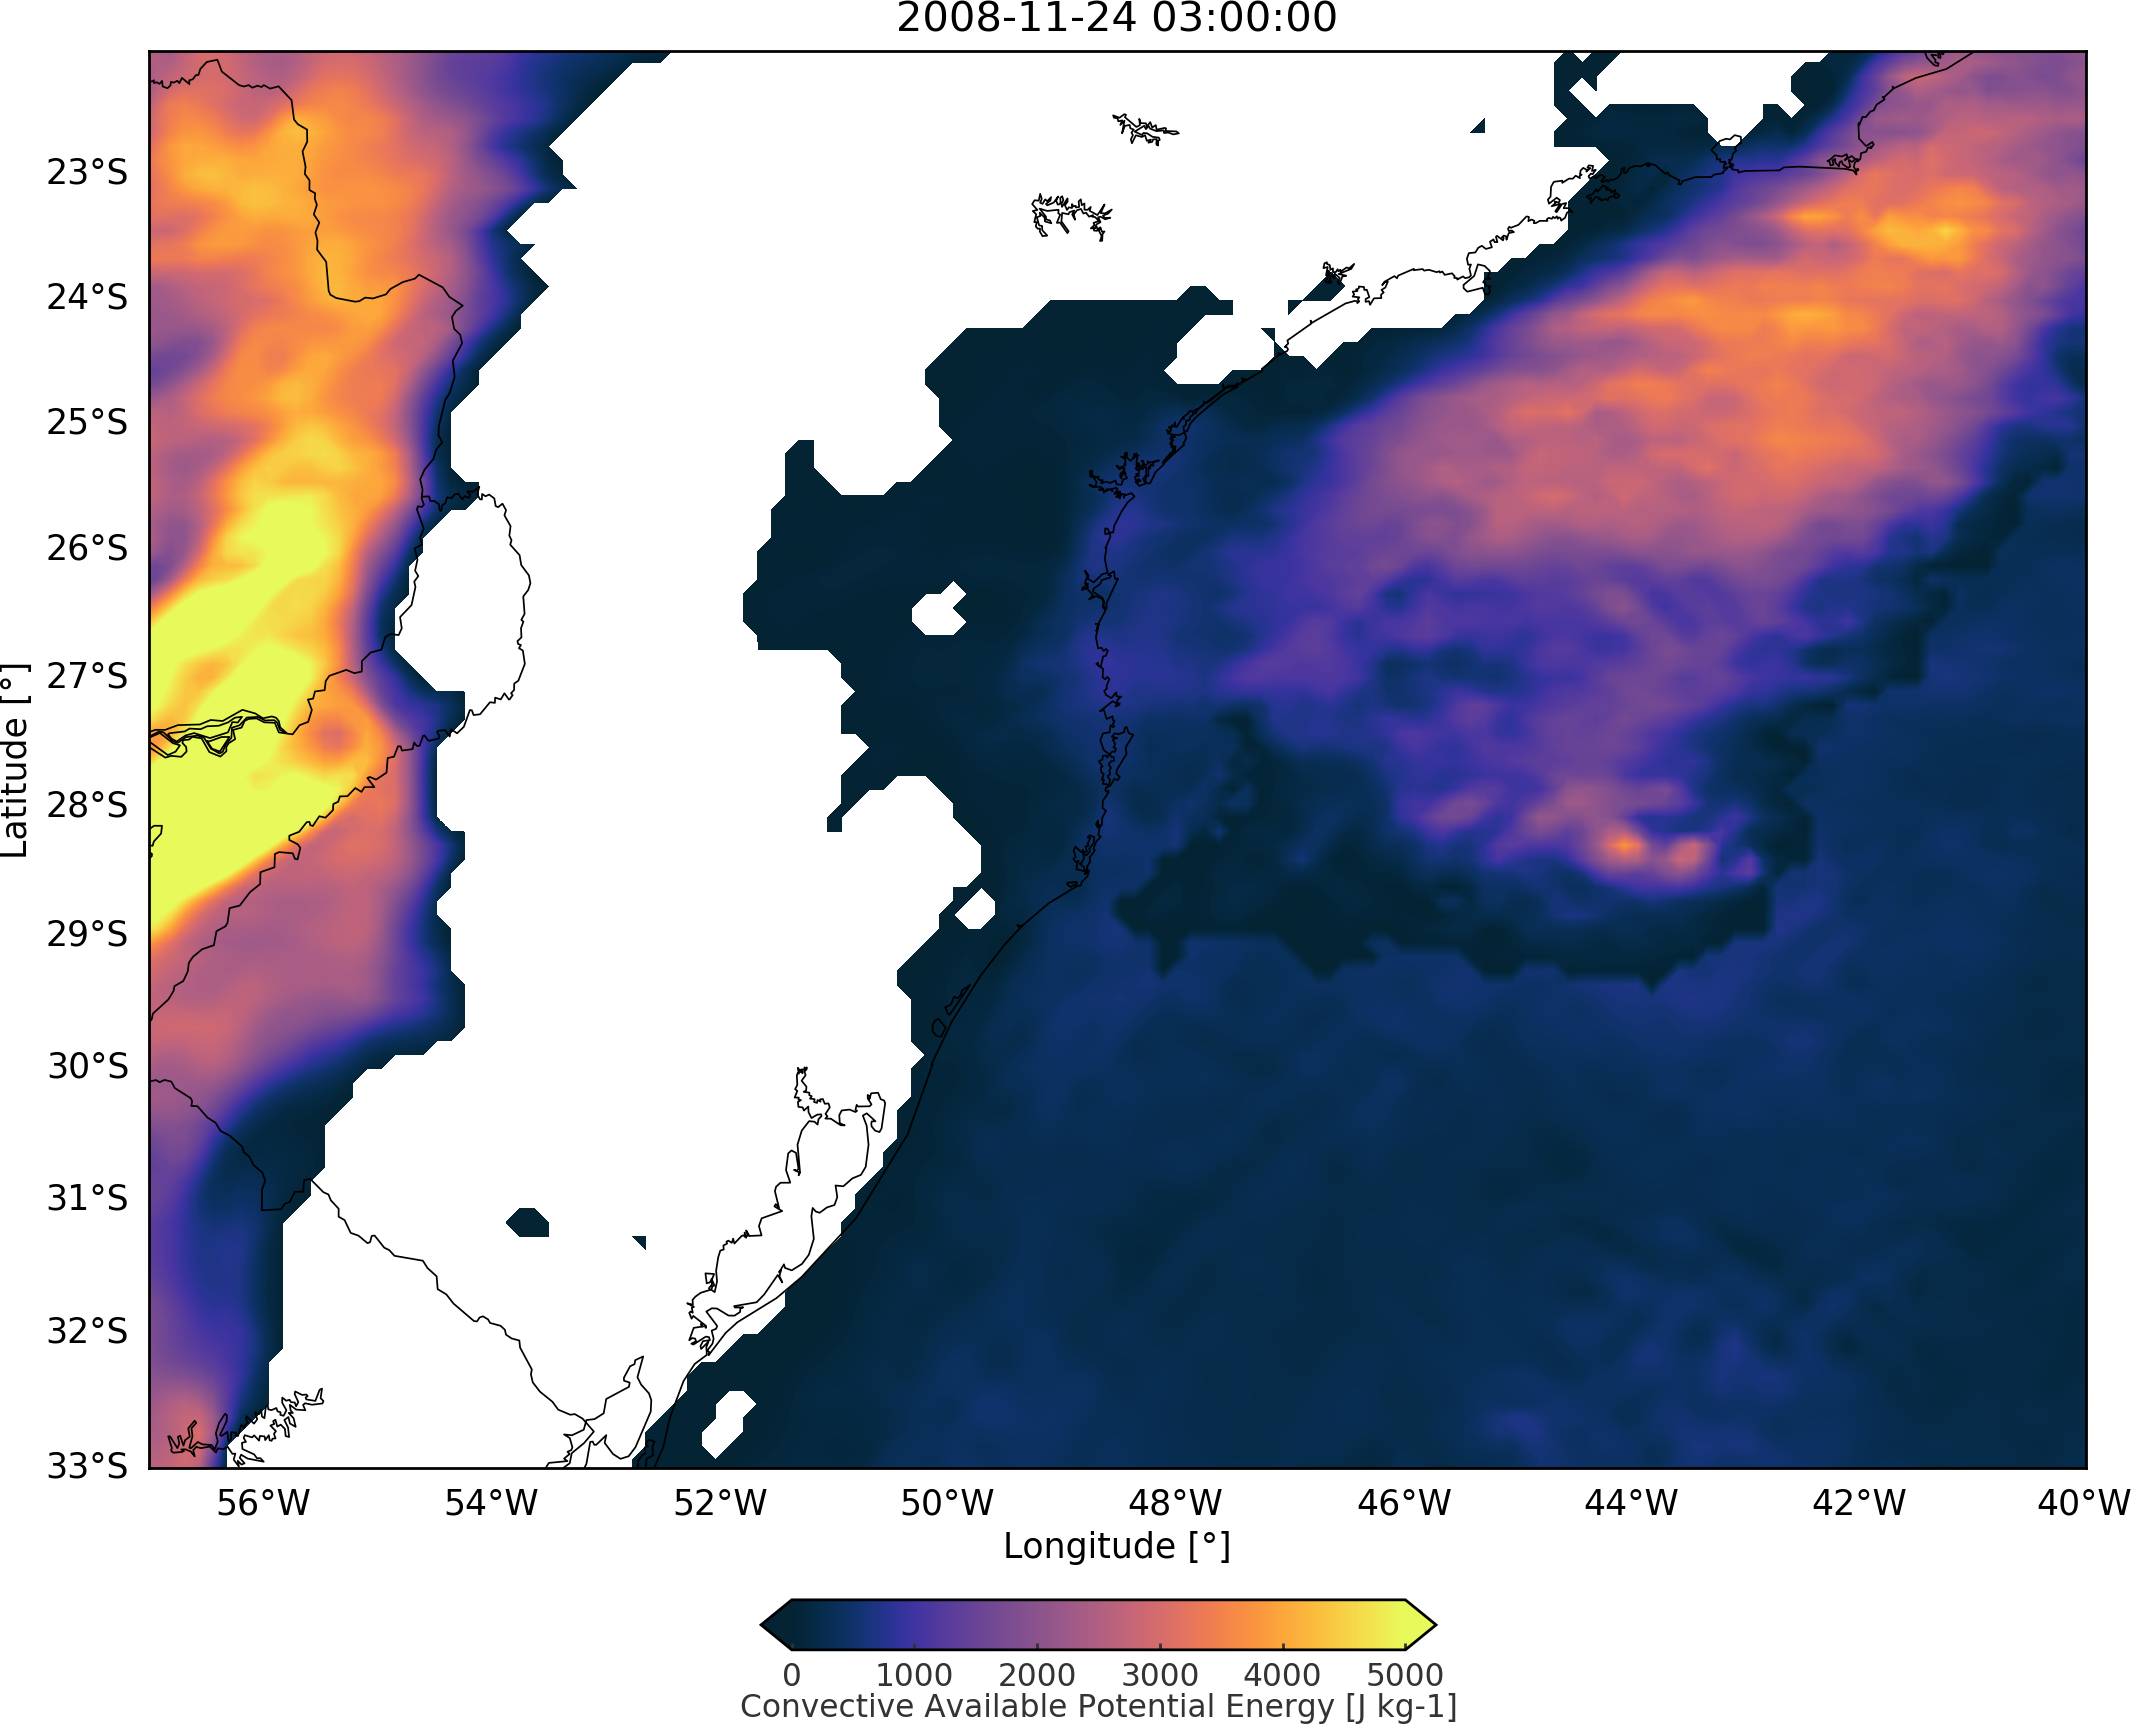 2008-11-24 03:00:00
23°S
24°S
25°S
26°S
27°S
28°S
29°S
30°S
31°S
32°S
33°S
Latitude [°]
56°W 54°W 52°W 50°W 48°W 46°W 44°W 42°W 40°W
Longitude [°]
0 1000 2000 3000 4000 5000
Convective Available Potential Energy [J kg-1]